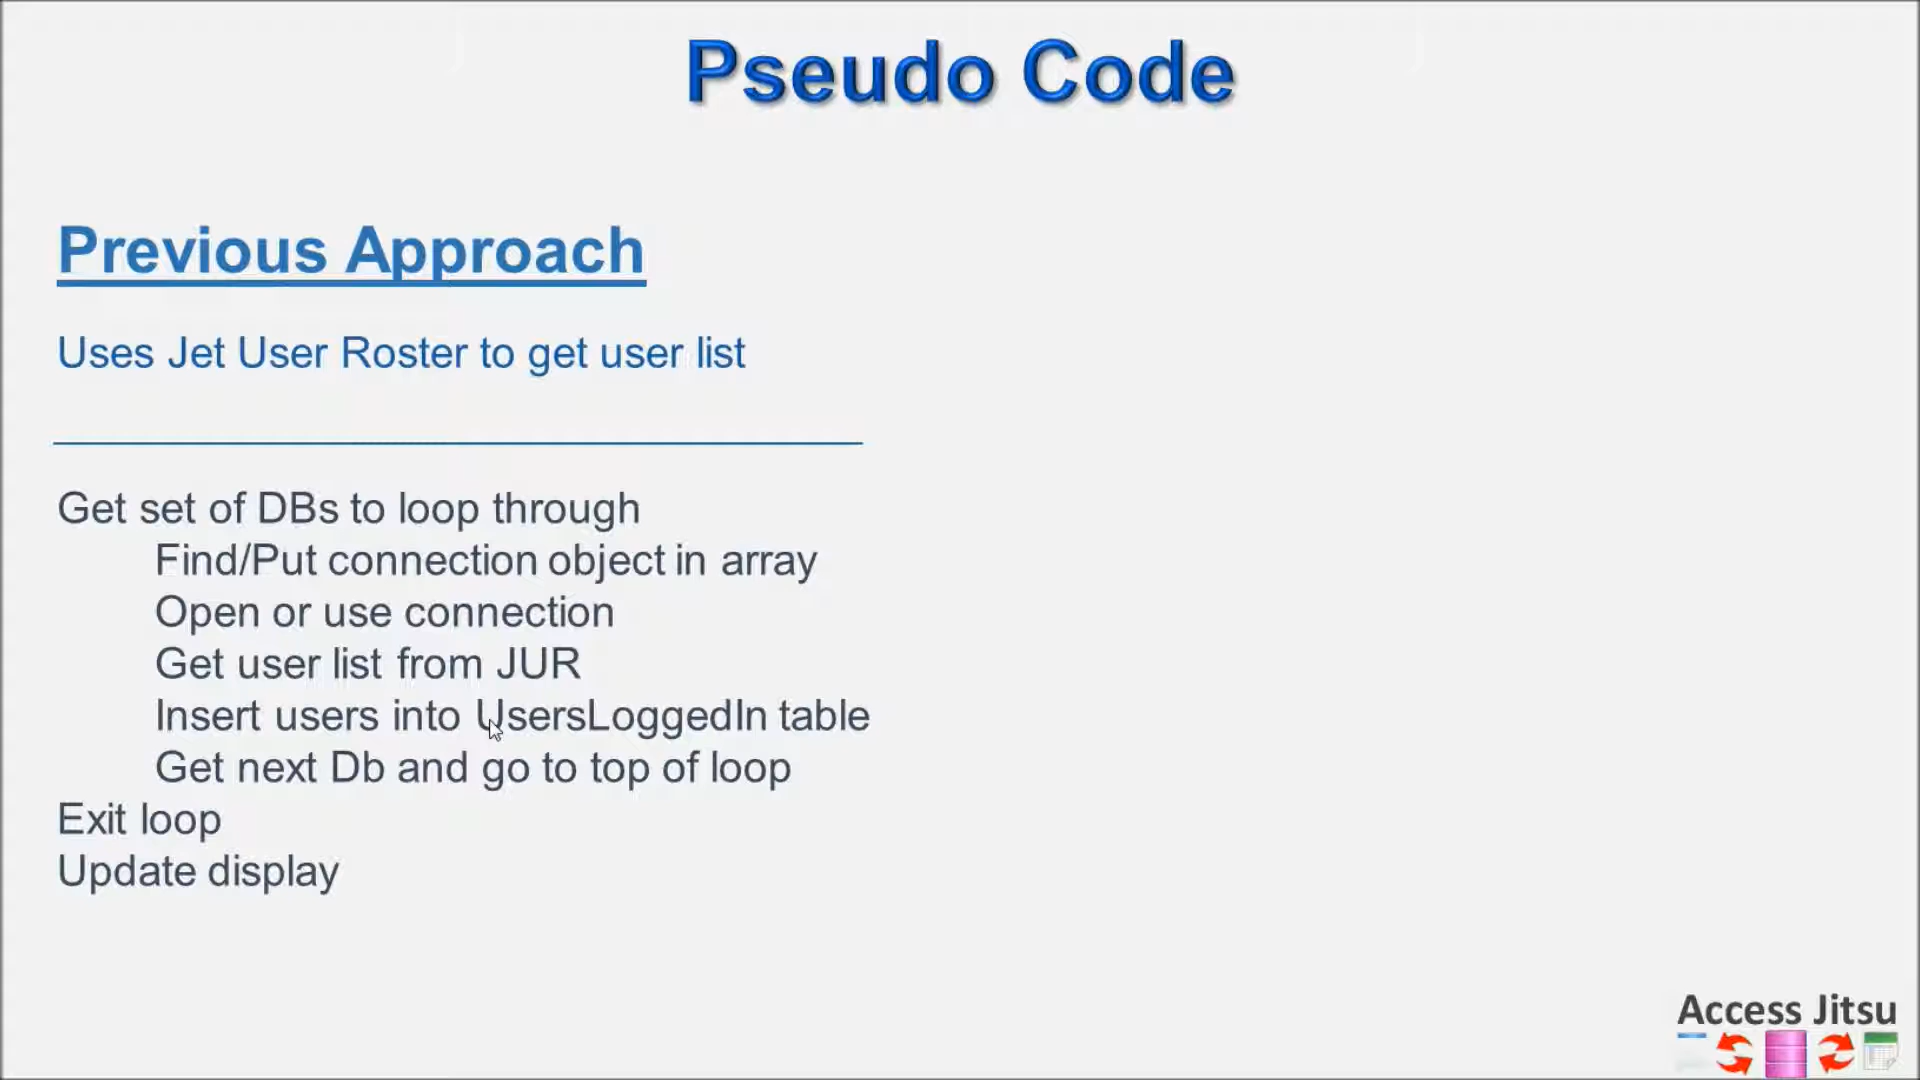 Pseudo Code
Previous Approach
Uses Jet User Roster to get user list
Get set of DBs to loop through
Find/Put connection object in array
Open or use connection
Get user list from JUR
Insert users into UsersLoggedIn table
Get next Db and go to top of loop
Exit loop
Update display
Access Jitsu